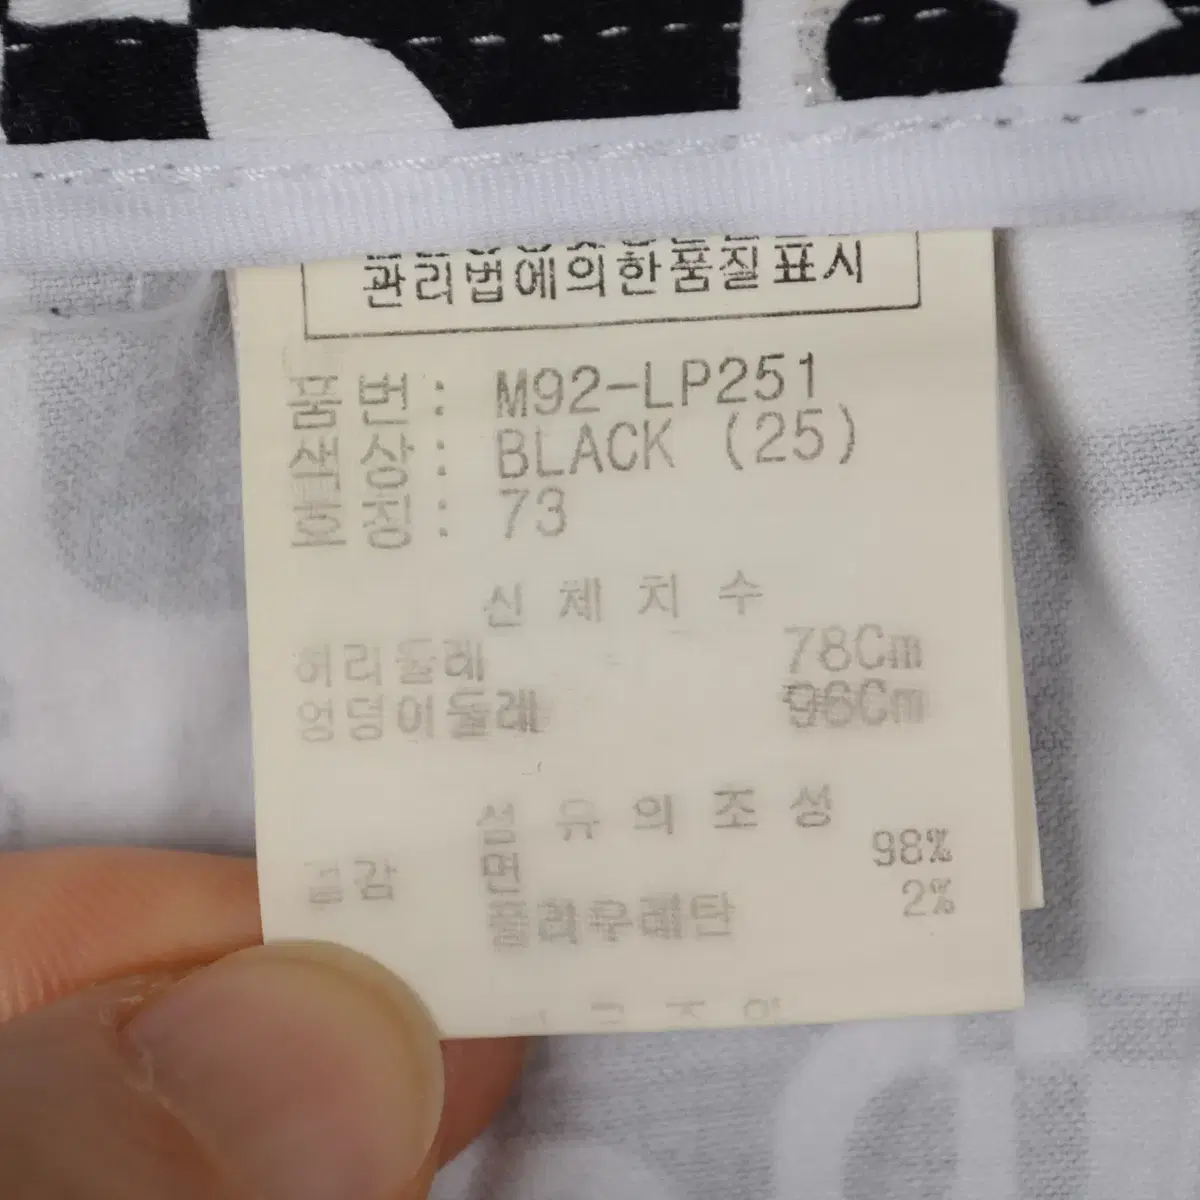 관리법에의한품질표시
품 번 : M92-LP251
색 상 : BLACK (25)
호 칭 : 73
신 체 치 수
허리둘레 78Cm
엉덩이둘레 96Cm
섬 유 의 조 성
겉감 면 98%
폴리우레탄 2%